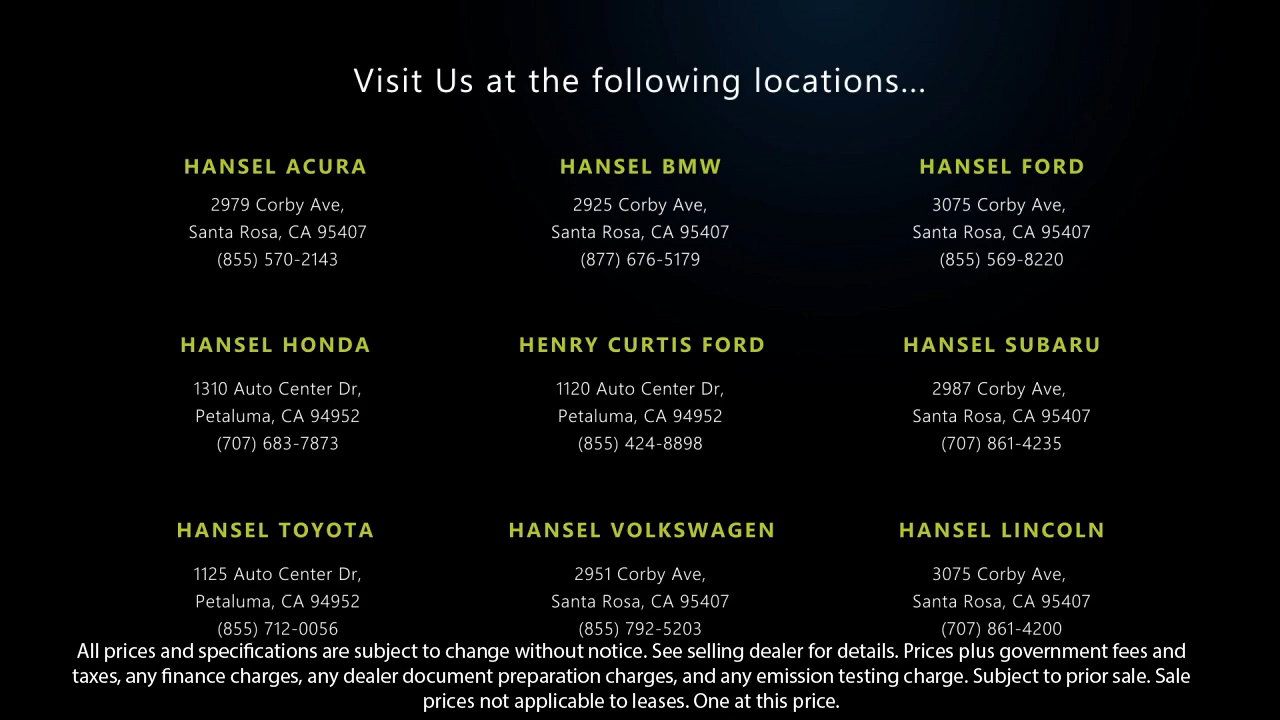 Visit Us at the following locations...
HANSEL ACURA
2979 Corby Ave,
Santa Rosa, CA 95407
(855) 570-2143
HANSEL BMW
2925 Corby Ave,
Santa Rosa, CA 95407
(877) 676-5179
HANSEL FORD
3075 Corby Ave,
Santa Rosa, CA 95407
(855) 569-8220
HANSEL HONDA
1310 Auto Center Dr,
Petaluma, CA 94952
(707) 683-7873
HENRY CURTIS FORD
1120 Auto Center Dr,
Petaluma, CA 94952
(855) 424-8898
HANSEL SUBARU
2987 Corby Ave,
Santa Rosa, CA 95407
(707) 861-4235
HANSEL TOYOTA
1125 Auto Center Dr,
Petaluma, CA 94952
(855) 712-0056
HANSEL VOLKSWAGEN
2951 Corby Ave,
Santa Rosa, CA 95407
(855) 792-5203
HANSEL LINCOLN
3075 Corby Ave,
Santa Rosa, CA 95407
(707) 861-4200
All prices and specifications are subject to change without notice. See selling dealer for details. Prices plus government fees and
taxes, any finance charges, any dealer document preparation charges, and any emission testing charge. Subject to prior sale. Sale
prices not applicable to leases. One at this price.